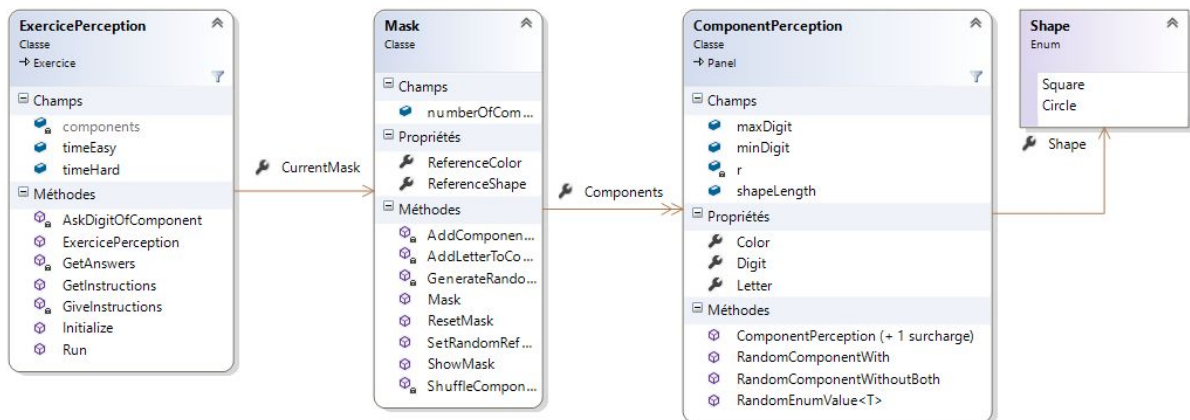 ExercicePerception
Classe
→ Exercice
Champs
components
timeEasy
timeHard
Méthodes
AskDigitOfComponent
ExercicePerception
GetAnswers
GetInstructions
GiveInstructions
Initialize
Run
CurrentMask
Mask
Classe
Champs
numberOfCom...
Propriétés
ReferenceColor
ReferenceShape
Méthodes
AddComponen...
AddLetterToCo...
GenerateRando...
Mask
ResetMask
SetRandomRef...
ShowMask
ShuffleCompon...
Components
ComponentPerception
Classe
→ Panel
Champs
maxDigit
minDigit
r
shapeLength
Propriétés
Color
Digit
Letter
Méthodes
ComponentPerception (+ 1 surcharge)
RandomComponentWith
RandomComponentWithoutBoth
RandomEnumValue<T>
Shape
Enum
Square
Circle
Shape